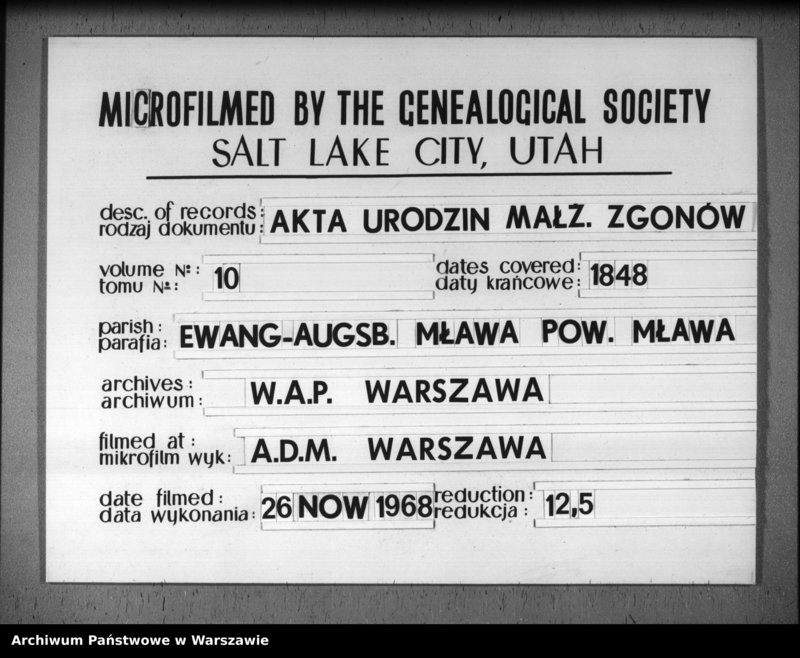 MICROFILMED BY THE GENEALOGICAL SOCIETY
SALT LAKE CITY, UTAH
desc. of records: AKTA URODZIN MAŁŻ. ZGONÓW
rodzaj dokumentu:
volume Nº: 10 dates covered: 1848
tomu Nº: daty krańcowe:
parish: EWANG-AUGSB. MŁAWA POW. MŁAWA
parafia:
archives: W.A.P. WARSZAWA
archiwum:
filmed at: A.D.M. WARSZAWA
mikrofilm wyk:
date filmed: 26 NOW 1968 reduction: 12,5
data wykonania: redukcja:
Archiwum Państwowe w Warszawie